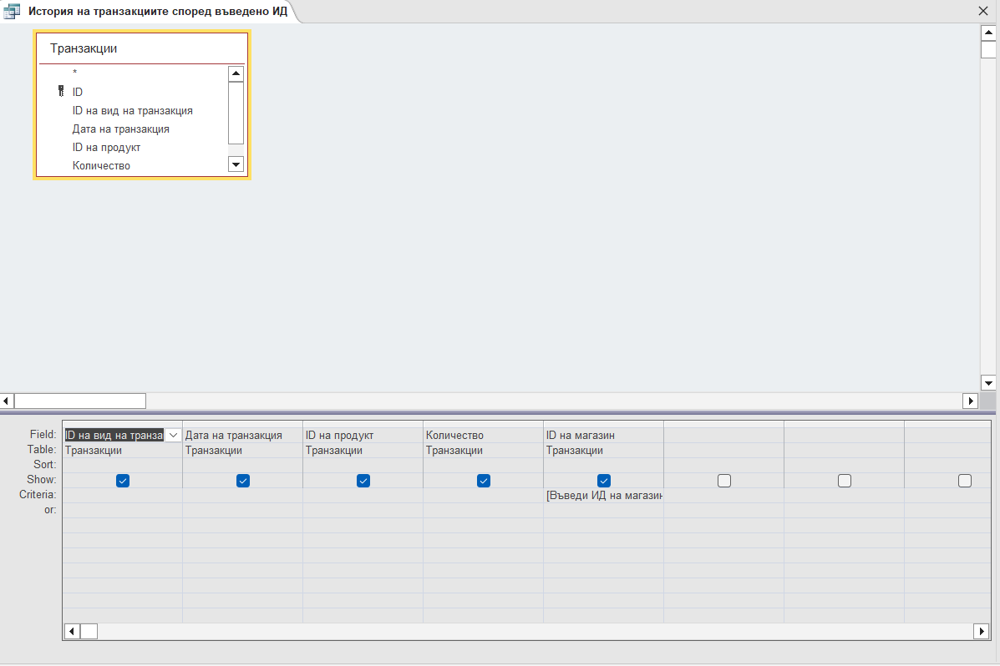 История на транзакциите според въведено ИД
Транзакции
*
ID
ID на вид на транзакция
Дата на транзакция
ID на продукт
Количество
Field: ID на вид на транза Дата на транзакция ID на продукт Количество ID на магазин
Table: Транзакции Транзакции Транзакции Транзакции Транзакции
Sort:
Show:
Criteria: [Въведи ИД на магазин
or: